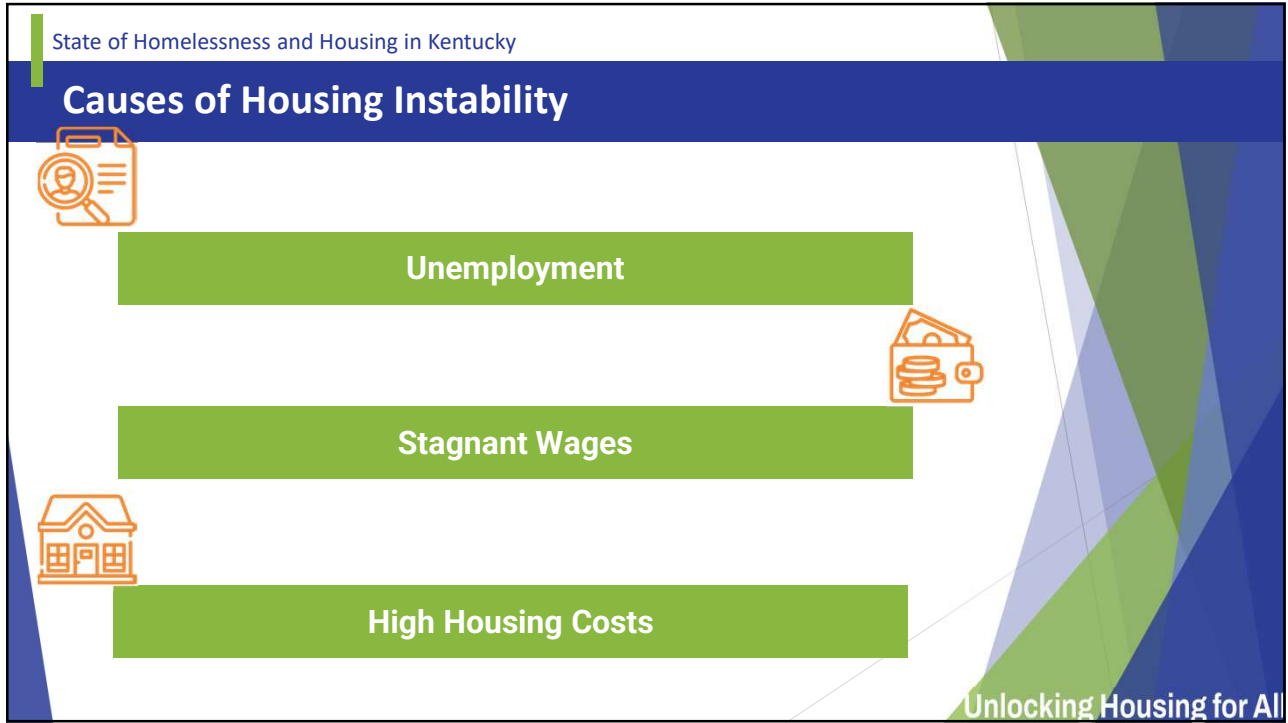 State of Homelessness and Housing in Kentucky
Causes of Housing Instability
Unemployment
Stagnant Wages
High Housing Costs
Unlocking Housing for All